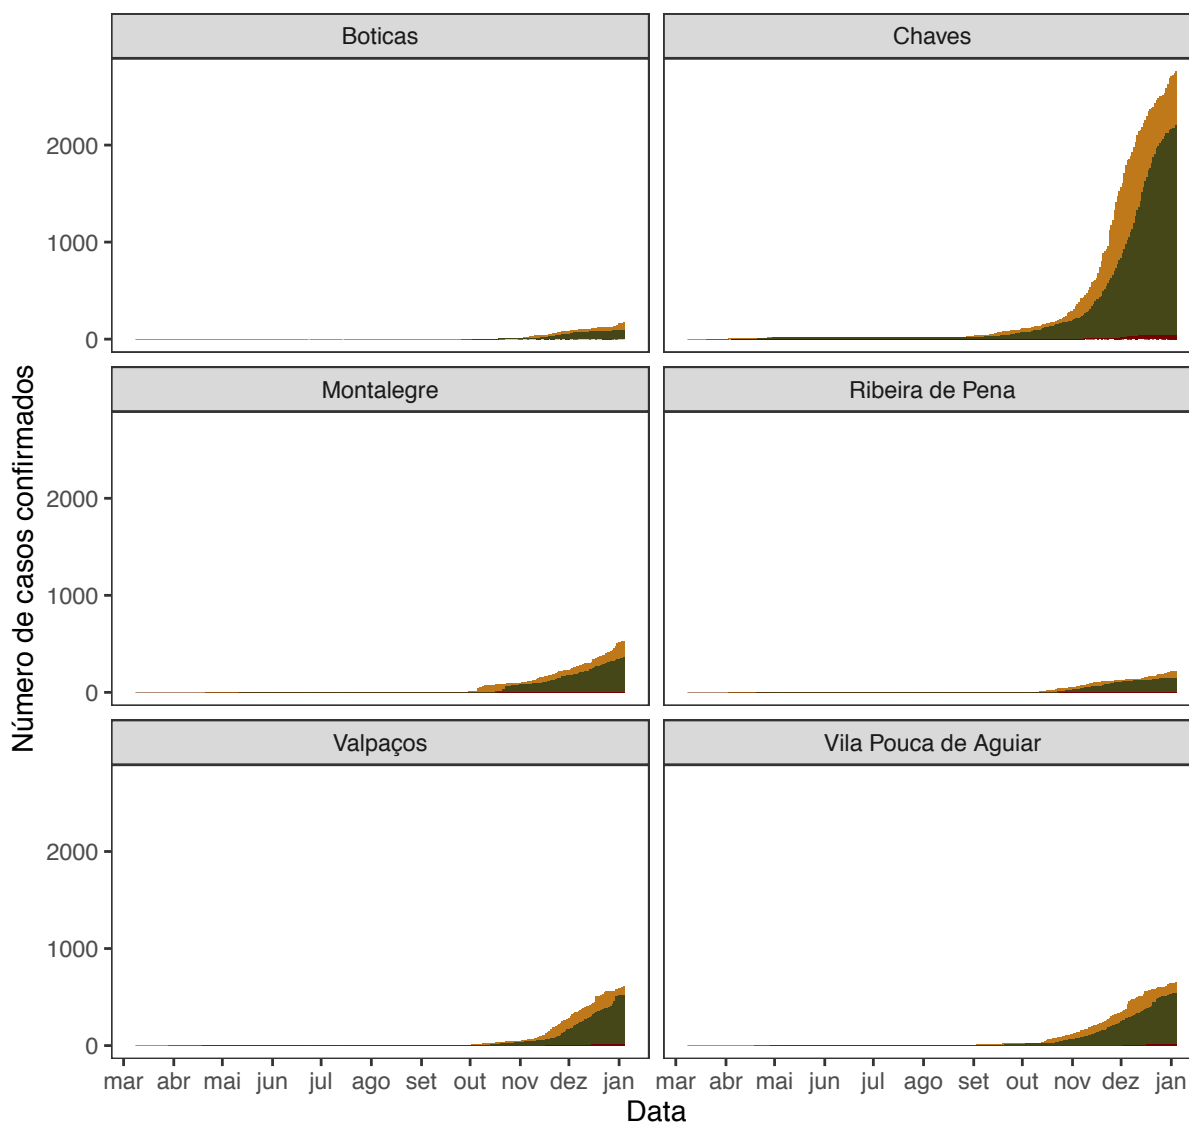 Boticas
Chaves
2000
1000
0
Montalegre
Ribeira de Pena
2000
1000
0
Valpaços
Vila Pouca de Aguiar
2000
1000
0
mar abr mai jun jul ago set out nov dez jan
mar abr mai jun jul ago set out nov dez jan
Data
Número de casos confirmados